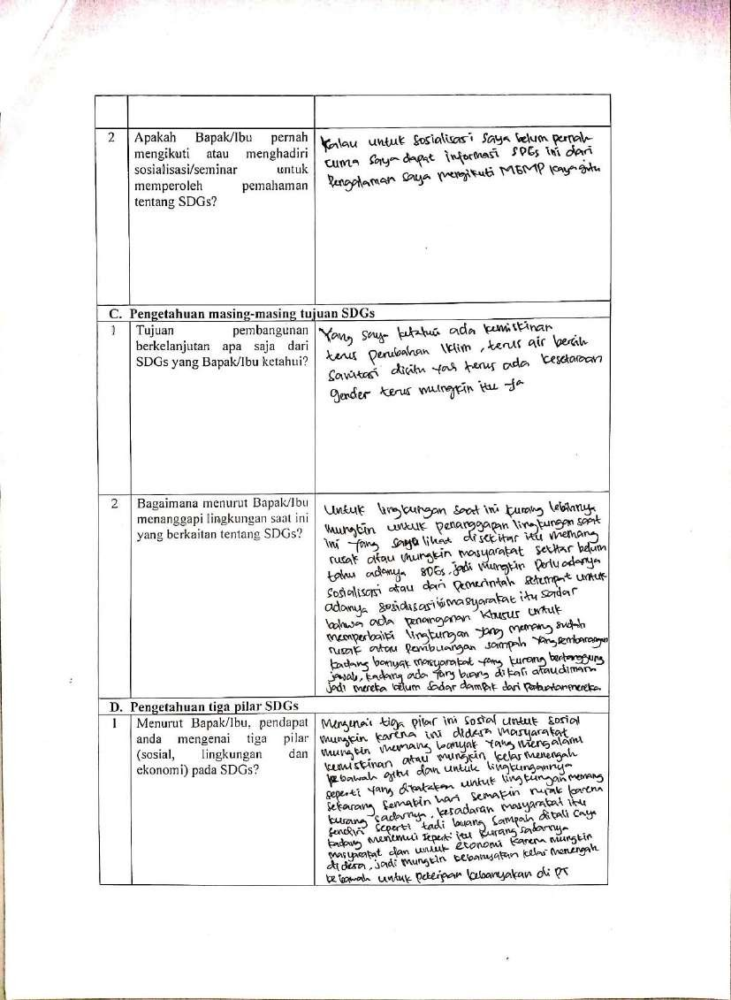 2
Apakah Bapak/Ibu pernah
mengikuti atau menghadiri
sosialisasi/seminar untuk
memperoleh pemahaman
tentang SDGs?
Kalau untuk sosialisasi saya belum pernah
cuma saya dapat informasi SDGs ini dari
Pengalaman saya mengikuti MGMP kaya gitu
C. Pengetahuan masing-masing tujuan SDGs
1
Tujuan pembangunan
berkelanjutan apa saja dari
SDGs yang Bapak/Ibu ketahui?
Yang saya ketahui ada kemiskinan
terus perubahan iklim, terus air bersih
Sanitasi disitu yah terus ada kesetaraan
Gender terus mungkin itu ja
2
Bagaimana menurut Bapak/Ibu
menanggapi lingkungan saat ini
yang berkaitan tentang SDGs?
Untuk lingkungan saat ini kurang lebihnya
mungkin untuk penanggapan lingkungan saat
ini yang saya lihat disekitar itu memang
rusak atau mungkin masyarakat sekitar belum
tahu adanya SDGs, jadi mungkin perlu adanya
Sosialisasi atau dari Pemerintah setempat untuk
adanya sosialisasi masyarakat itu sadar
bahwa ada penanganan khusus untuk
memperbaiki lingkungan yang memang sudah
rusak atau Pembuangan sampah yang sembarangan
kadang banyak masyarakat yang kurang bertanggung
jawab, kadang ada yang buang di kali atau dimana
Jadi mereka belum sadar dampak dari Perbuatan mereka.
D. Pengetahuan tiga pilar SDGs
1
Menurut Bapak/Ibu, pendapat
anda mengenai tiga pilar
(sosial, lingkungan dan
ekonomi) pada SDGs?
Mengenai tiga pilar ini sosial untuk sosial
mungkin karena ini didesa masyarakat
mungkin memang banyak yang mengalami
kemiskinan atau mungkin kelas menengah
kebawah gitu dan untuk lingkungannya
seperti yang dikatakan untuk lingkungan memang
sekarang semakin hari semakin rusak karena
kurang sadarnya, kesadaran masyarakat itu
sendiri seperti tadi buang sampah dikali saya
kadang menemui seperti itu kurang sadarnya
masyarakat dan untuk ekonomi karena mungkin
di desa, jadi mungkin kebanyakan kelas menengah
ke bawah untuk pekerjaan kebanyakan di PT